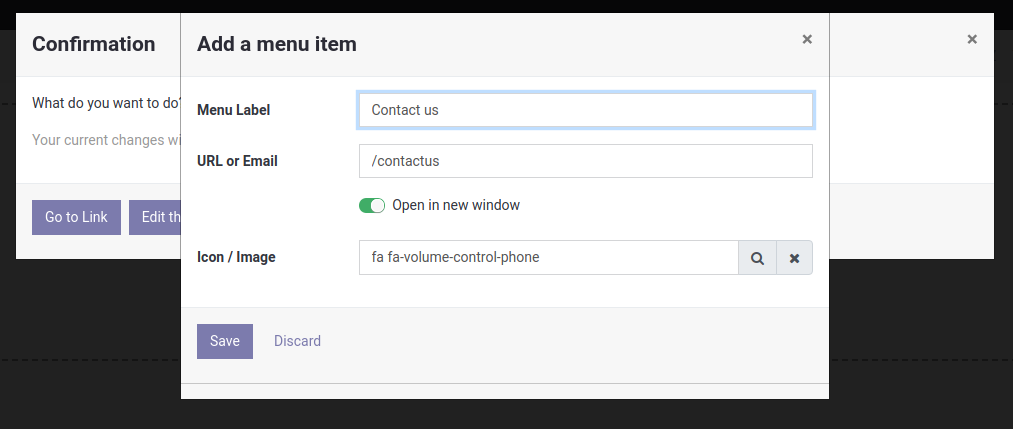 Confirmation
What do you want to do?
Your current changes wi
Go to Link
Edit th
Add a menu item
Menu Label
Contact us
URL or Email
/contactus
Open in new window
Icon / Image
fa fa-volume-control-phone
Save
Discard